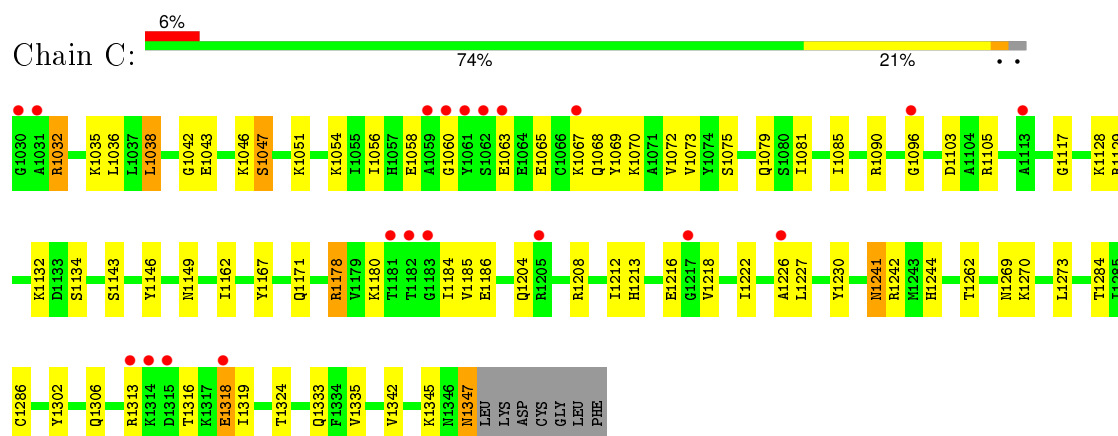 6%
Chain C:
74% 21% • •
G1030 A1031 R1032 K1035 L1036 L1037 L1038 G1042 E1043 K1046 S1047 K1051 K1054 I1055 I1056 H1057 E1058 A1059 G1060 Y1061 S1062 E1063 E1064 E1065 C1066 K1067 Q1068 Y1069 K1070 A1071 V1072 V1073 Y1074 S1075 Q1079 S1080 I1081 I1085 R1090 G1096 D1103 A1104 R1105 A1113 G1117 K1128 R1129
K1132 D1133 S1134 S1143 Y1146 N1149 I1162 Y1167 Q1171 R1178 V1179 K1180 T1181 T1182 G1183 I1184 V1185 E1186 Q1204 R1205 R1208 I1212 H1213 E1216 G1217 V1218 I1222 A1226 L1227 Y1230 N1241 R1242 M1243 H1244 T1262 N1269 K1270 L1273 T1284 I1285
C1286 Y1302 Q1306 R1313 K1314 D1315 T1316 K1317 E1318 I1319 T1324 Q1333 F1334 V1335 V1342 K1345 N1346 N1347 LEU LYS ASP CYS GLY LEU PHE